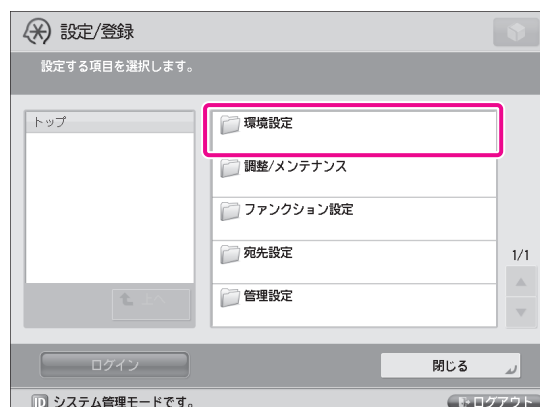 設定/登録
設定する項目を選択します。
トップ
環境設定
調整/メンテナンス
ファンクション設定
宛先設定
管理設定
1/1
上へ
ログイン
閉じる
ID システム管理モードです。
ログアウト